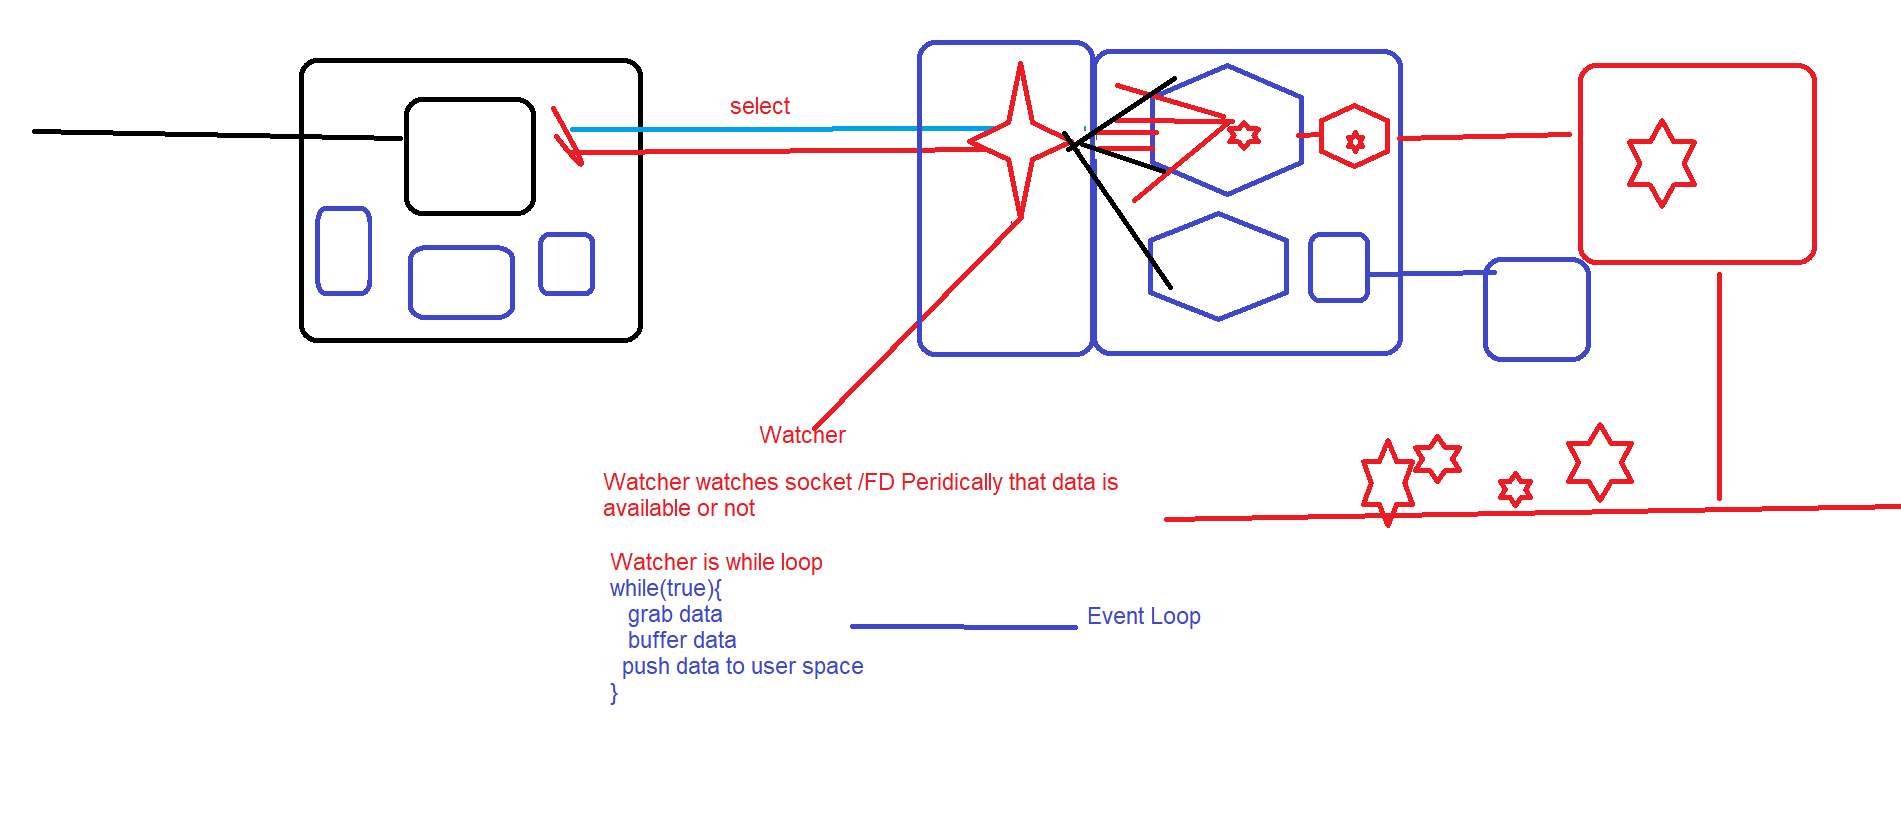 select
Watcher
Watcher watches socket /FD Peridically that data is
available or not
Watcher is while loop
while(true){
grab data
buffer data
push data to user space
}
Event Loop